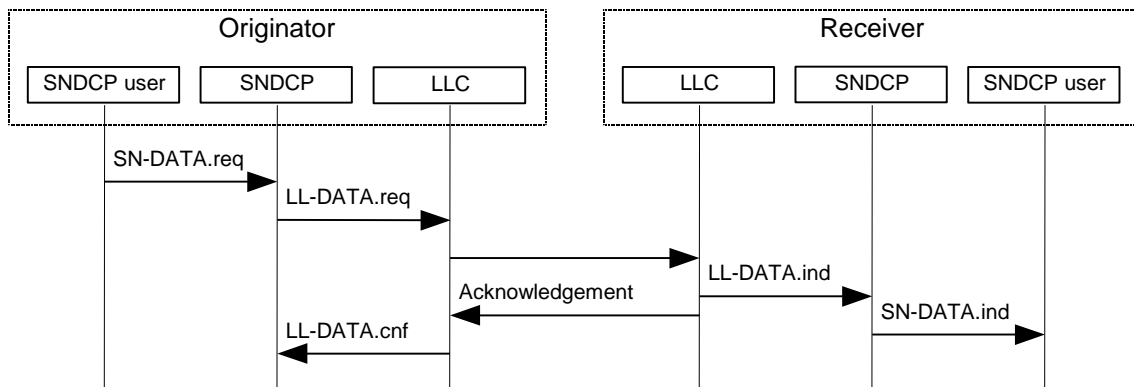 Originator
Receiver
SNDCP user
SNDCP
LLC
LLC
SNDCP
SNDCP user
SN-DATA.req
LL-DATA.req
LL-DATA.ind
Acknowledgement
SN-DATA.ind
LL-DATA.cnf